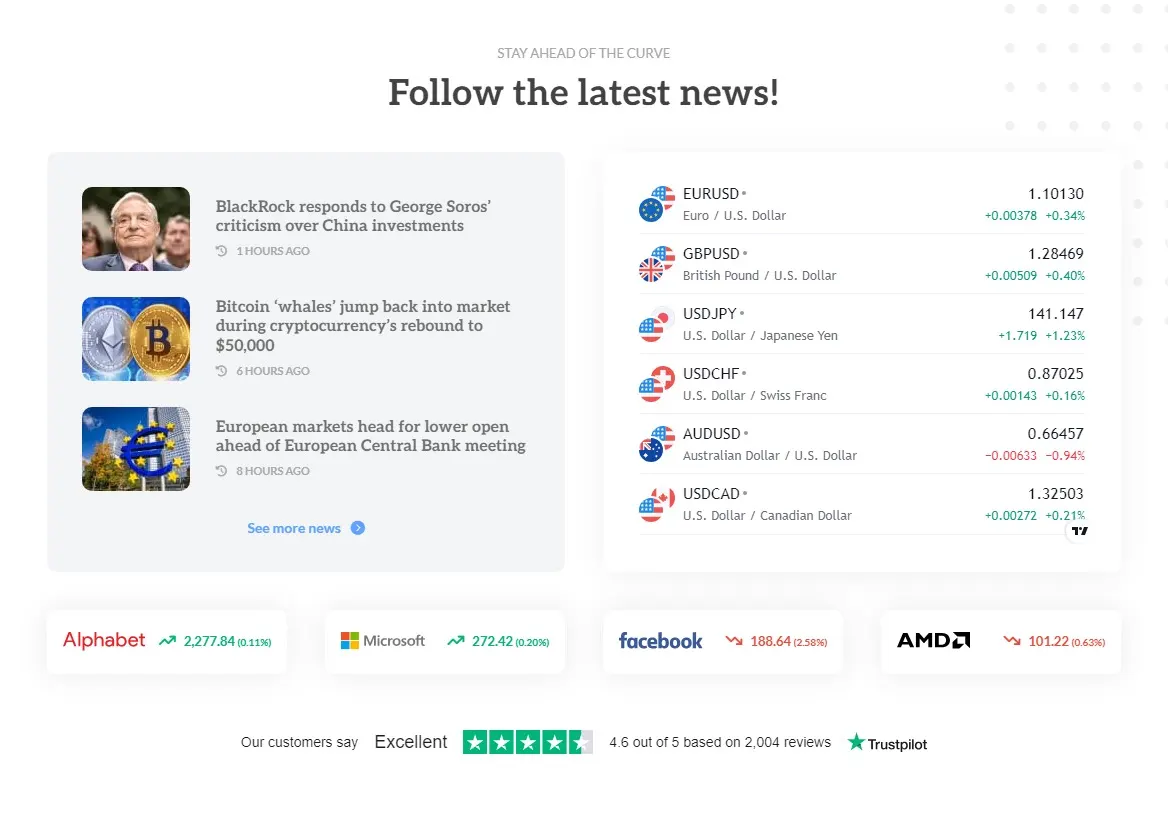 STAY AHEAD OF THE CURVE
Follow the latest news!
BlackRock responds to George Soros’
criticism over China investments
1 HOURS AGO
Bitcoin ‘whales’ jump back into market
during cryptocurrency’s rebound to
$50,000
6 HOURS AGO
European markets head for lower open
ahead of European Central Bank meeting
8 HOURS AGO
See more news
EURUSD 1.10130
Euro / U.S. Dollar +0.00378 +0.34%
GBPUSD 1.28469
British Pound / U.S. Dollar +0.00509 +0.40%
USDJPY 141.147
U.S. Dollar / Japanese Yen +1.719 +1.23%
USDCHF 0.87025
U.S. Dollar / Swiss Franc +0.00143 +0.16%
AUDUSD 0.66457
Australian Dollar / U.S. Dollar −0.00633 −0.94%
USDCAD 1.32503
U.S. Dollar / Canadian Dollar +0.00272 +0.21%
Alphabet 2,277.84 (0.11%)
Microsoft 272.42 (0.20%)
facebook 188.64 (2.58%)
AMD 101.22 (0.63%)
Our customers say Excellent 4.6 out of 5 based on 2,004 reviews Trustpilot